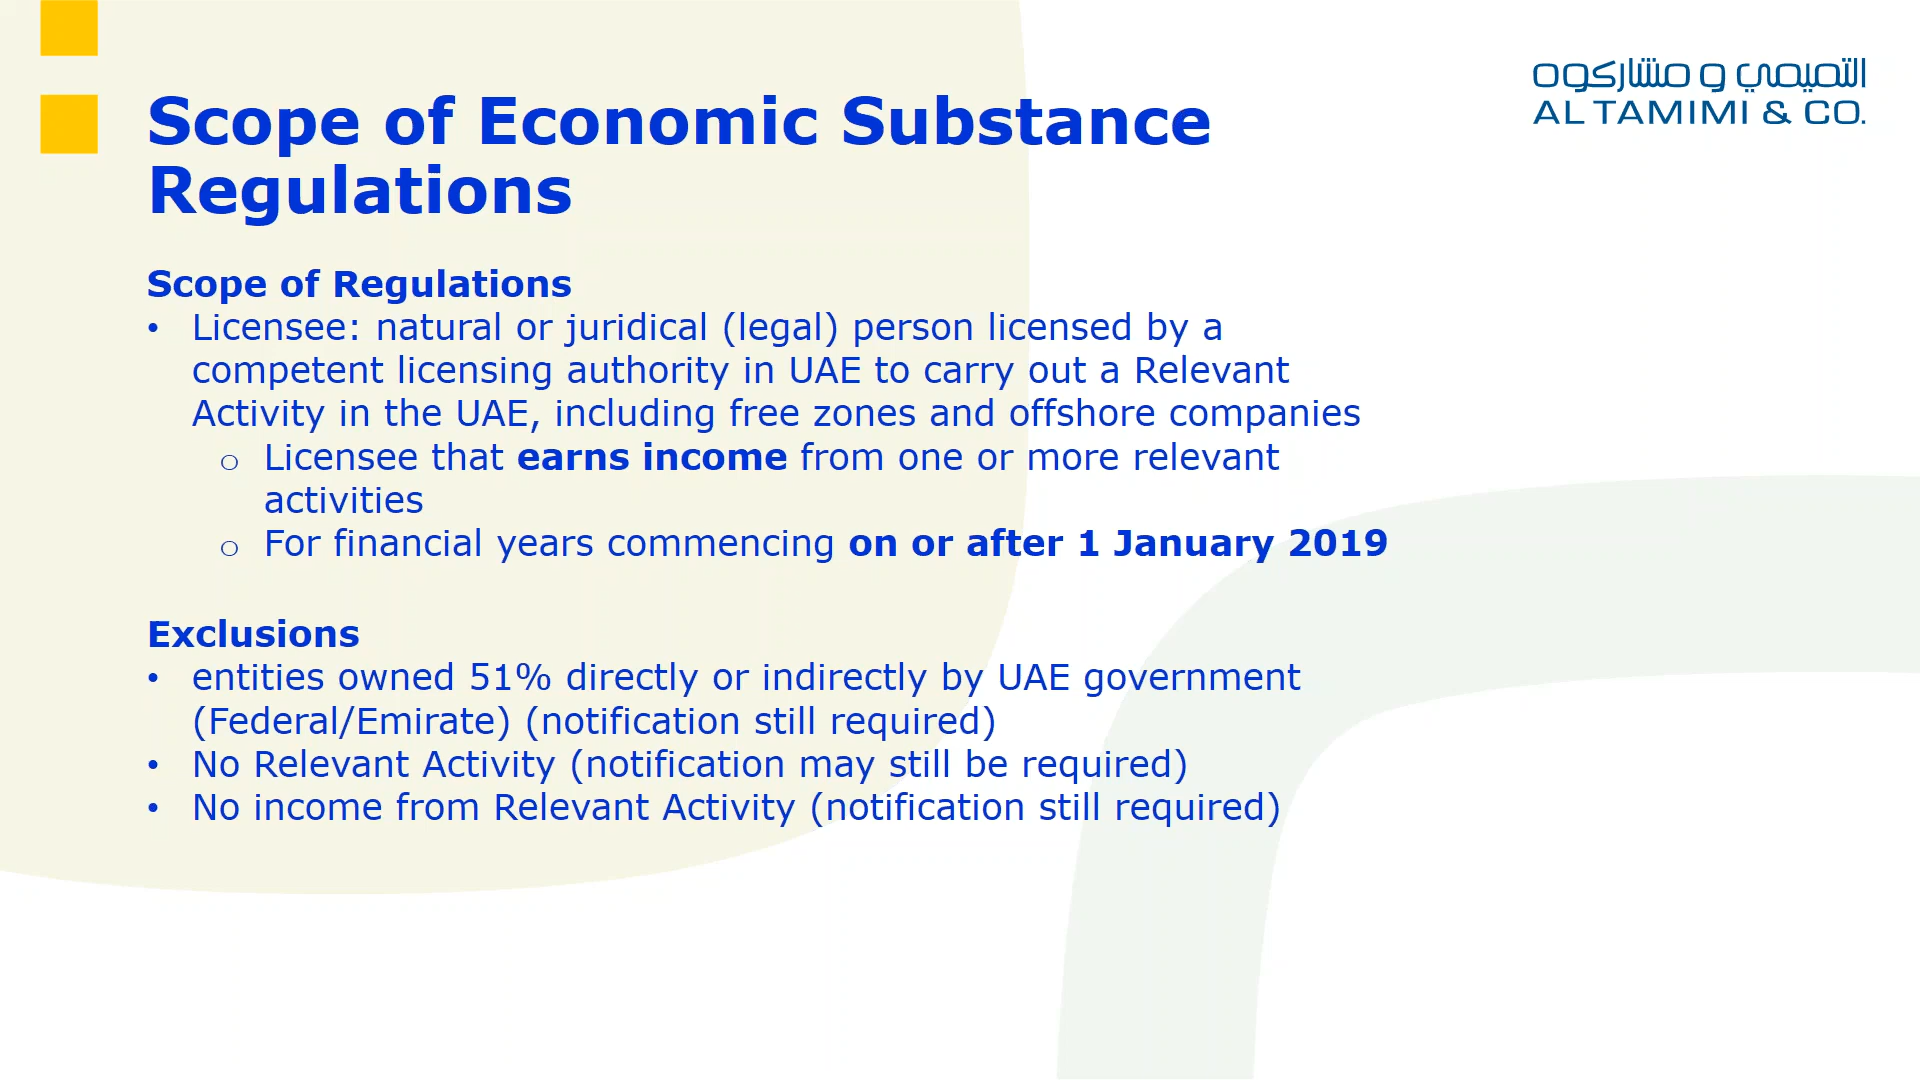 التميمي و مشاركوه
AL TAMIMI & CO.
Scope of Economic Substance
Regulations
Scope of Regulations
• Licensee: natural or juridical (legal) person licensed by a
competent licensing authority in UAE to carry out a Relevant
Activity in the UAE, including free zones and offshore companies
o Licensee that earns income from one or more relevant
activities
o For financial years commencing on or after 1 January 2019
Exclusions
• entities owned 51% directly or indirectly by UAE government
(Federal/Emirate) (notification still required)
• No Relevant Activity (notification may still be required)
• No income from Relevant Activity (notification still required)